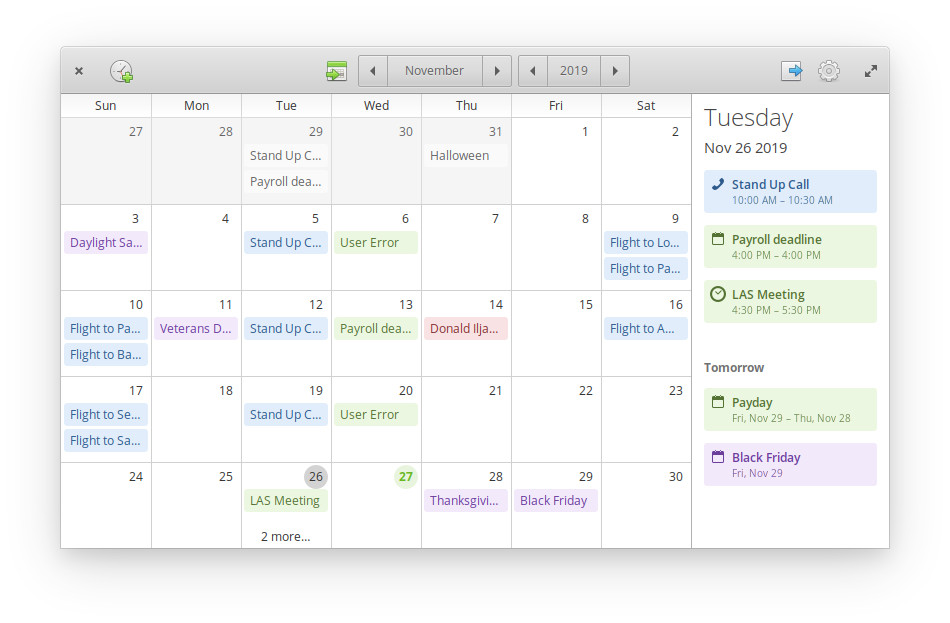 November
2019
Sun Mon Tue Wed Thu Fri Sat
27 28 29 30 31 1 2
Stand Up C... Halloween
Payroll dea...
3 4 5 6 7 8 9
Daylight Sa... Stand Up C... User Error Flight to Lo...
Flight to Pa...
10 11 12 13 14 15 16
Flight to Pa... Veterans D... Stand Up C... Payroll dea... Donald Ilja... Flight to A...
Flight to Ba...
17 18 19 20 21 22 23
Flight to Se... Stand Up C... User Error
Flight to Sa...
24 25 26 27 28 29 30
LAS Meeting Thanksgivi... Black Friday
2 more...
Tuesday
Nov 26 2019
Stand Up Call
10:00 AM – 10:30 AM
Payroll deadline
4:00 PM – 4:00 PM
LAS Meeting
4:30 PM – 5:30 PM
Tomorrow
Payday
Fri, Nov 29 – Thu, Nov 28
Black Friday
Fri, Nov 29